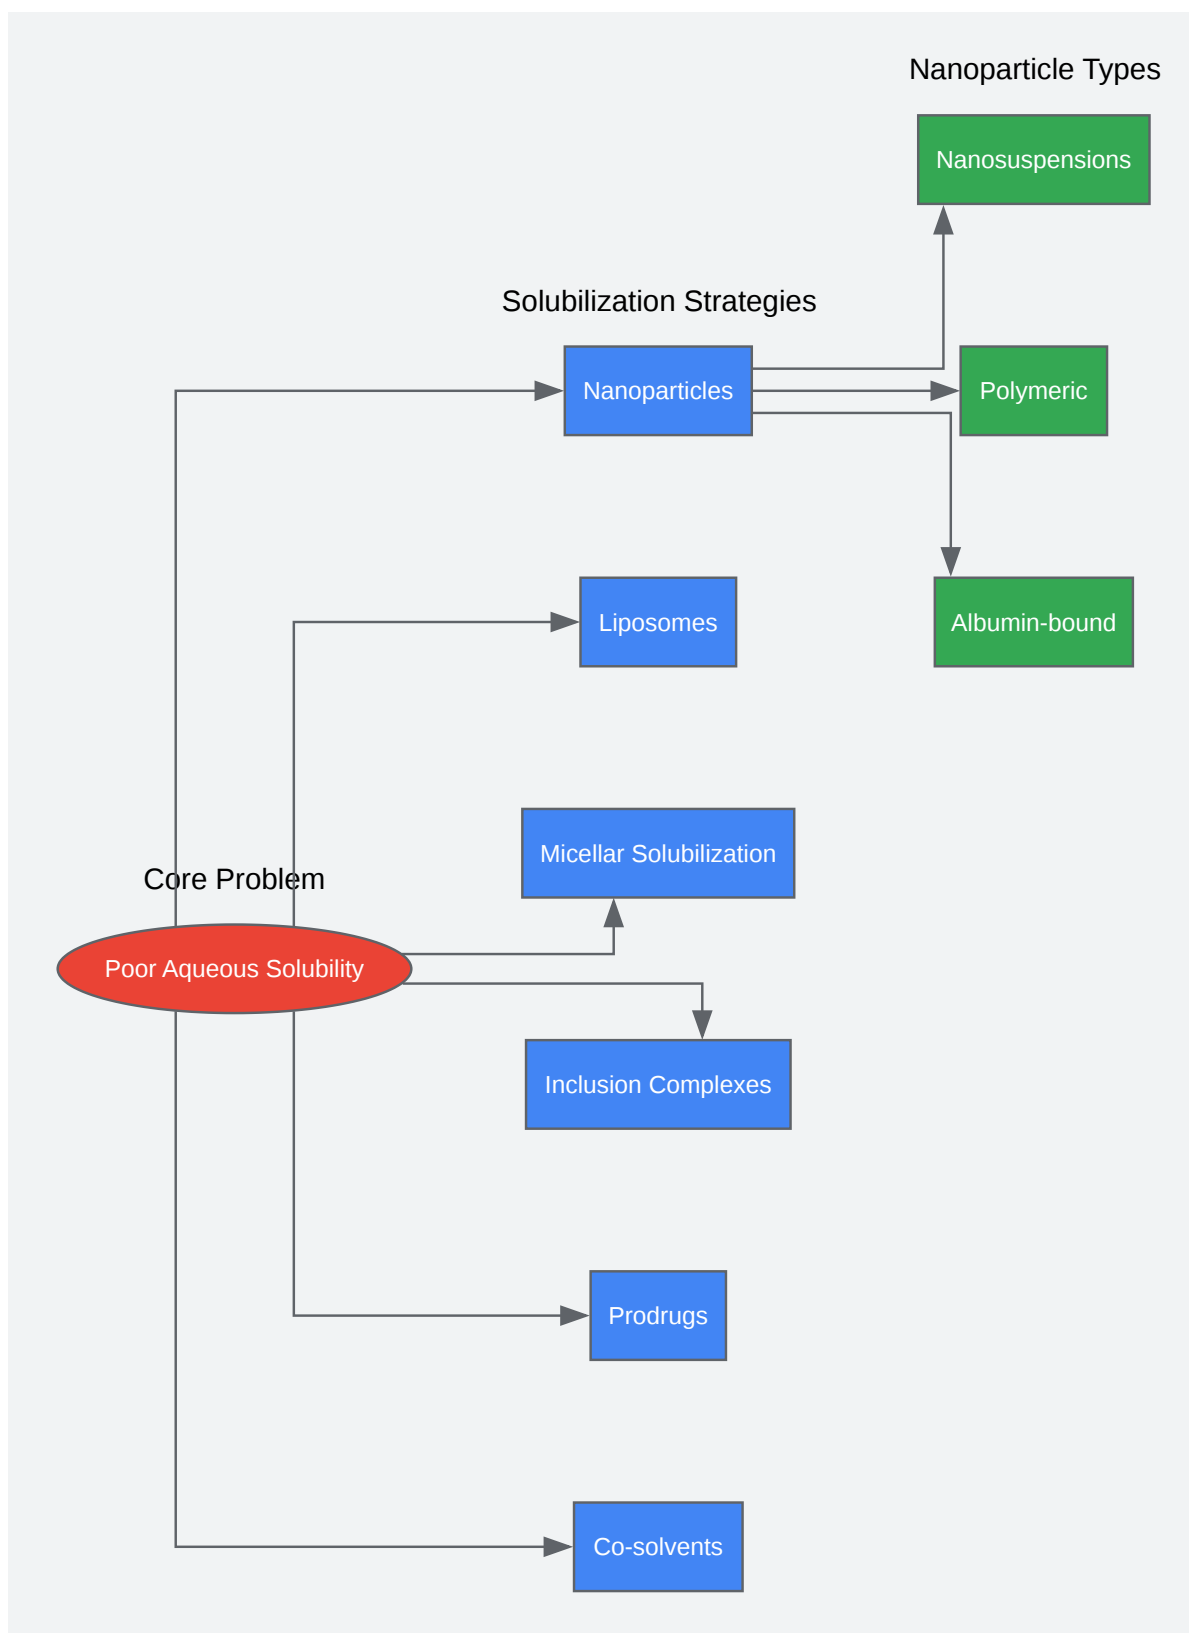 Nanoparticle Types
Nanosuspensions
Solubilization Strategies
Nanoparticles
Polymeric
Liposomes
Albumin-bound
Micellar Solubilization
Core Problem
Poor Aqueous Solubility
Inclusion Complexes
Prodrugs
Co-solvents